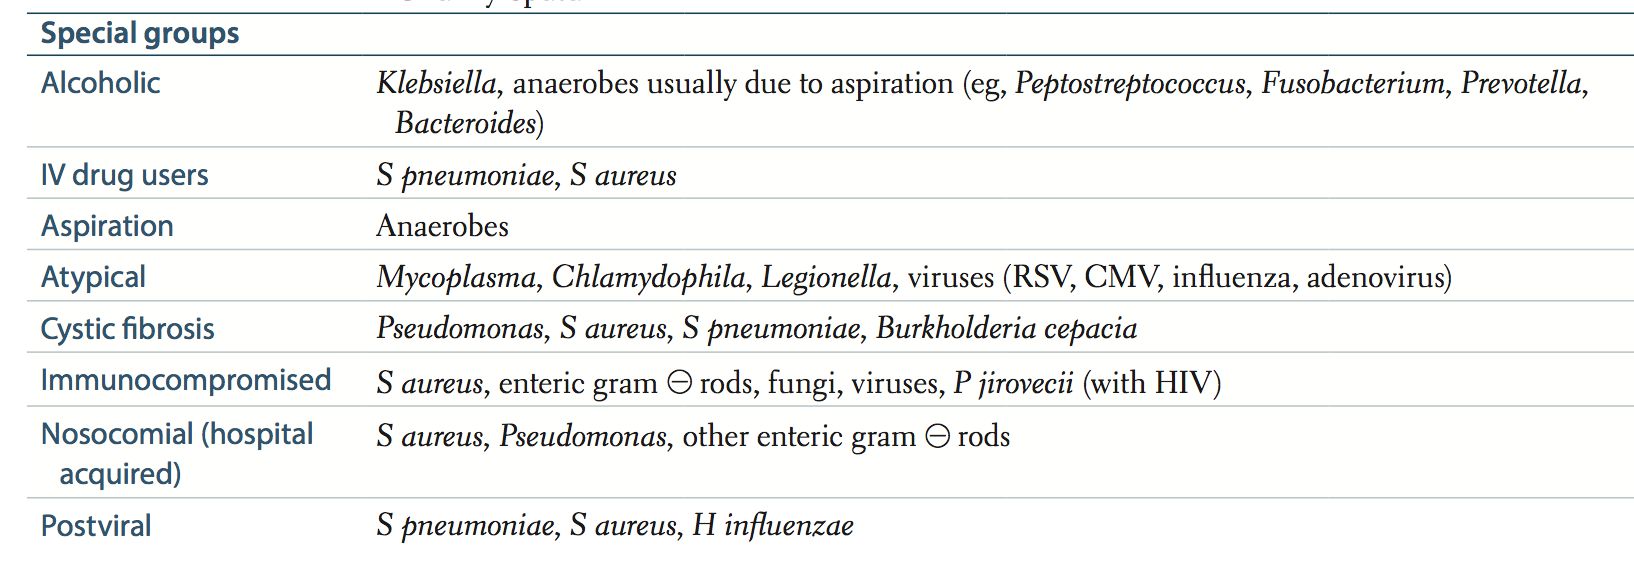 Special groups
Alcoholic Klebsiella, anaerobes usually due to aspiration (eg, Peptostreptococcus, Fusobacterium, Prevotella,
Bacteroides)
IV drug users S pneumoniae, S aureus
Aspiration Anaerobes
Atypical Mycoplasma, Chlamydophila, Legionella, viruses (RSV, CMV, influenza, adenovirus)
Cystic fibrosis Pseudomonas, S aureus, S pneumoniae, Burkholderia cepacia
Immunocompromised S aureus, enteric gram ⊖ rods, fungi, viruses, P jirovecii (with HIV)
Nosocomial (hospital S aureus, Pseudomonas, other enteric gram ⊖ rods
acquired)
Postviral S pneumoniae, S aureus, H influenzae